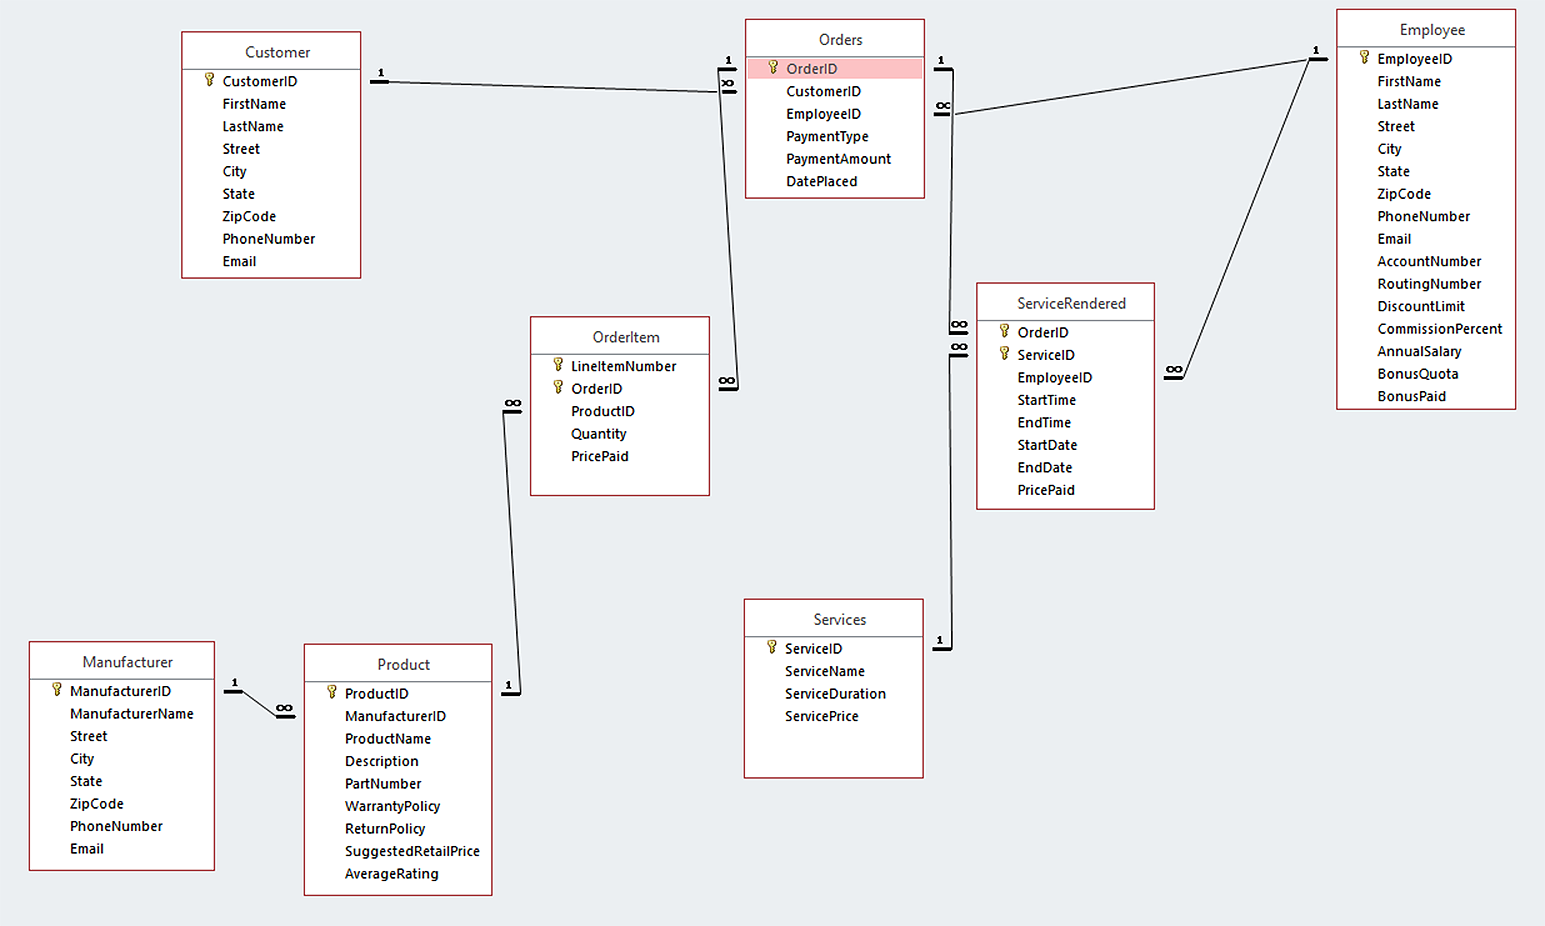 Customer
CustomerID
FirstName
LastName
Street
City
State
ZipCode
PhoneNumber
Email
1
∞
Orders
OrderID
CustomerID
EmployeeID
PaymentType
PaymentAmount
DatePlaced
1
1
∞
Employee
EmployeeID
FirstName
LastName
Street
City
State
ZipCode
PhoneNumber
Email
AccountNumber
RoutingNumber
DiscountLimit
CommissionPercent
AnnualSalary
BonusQuota
BonusPaid
1
OrderItem
LineItemNumber
OrderID
ProductID
Quantity
PricePaid
∞
∞
ServiceRendered
OrderID
ServiceID
EmployeeID
StartTime
EndTime
StartDate
EndDate
PricePaid
∞
∞
∞
Manufacturer
ManufacturerID
ManufacturerName
Street
City
State
ZipCode
PhoneNumber
Email
1
∞
Product
ProductID
ManufacturerID
ProductName
Description
PartNumber
WarrantyPolicy
ReturnPolicy
SuggestedRetailPrice
AverageRating
1
Services
ServiceID
ServiceName
ServiceDuration
ServicePrice
1